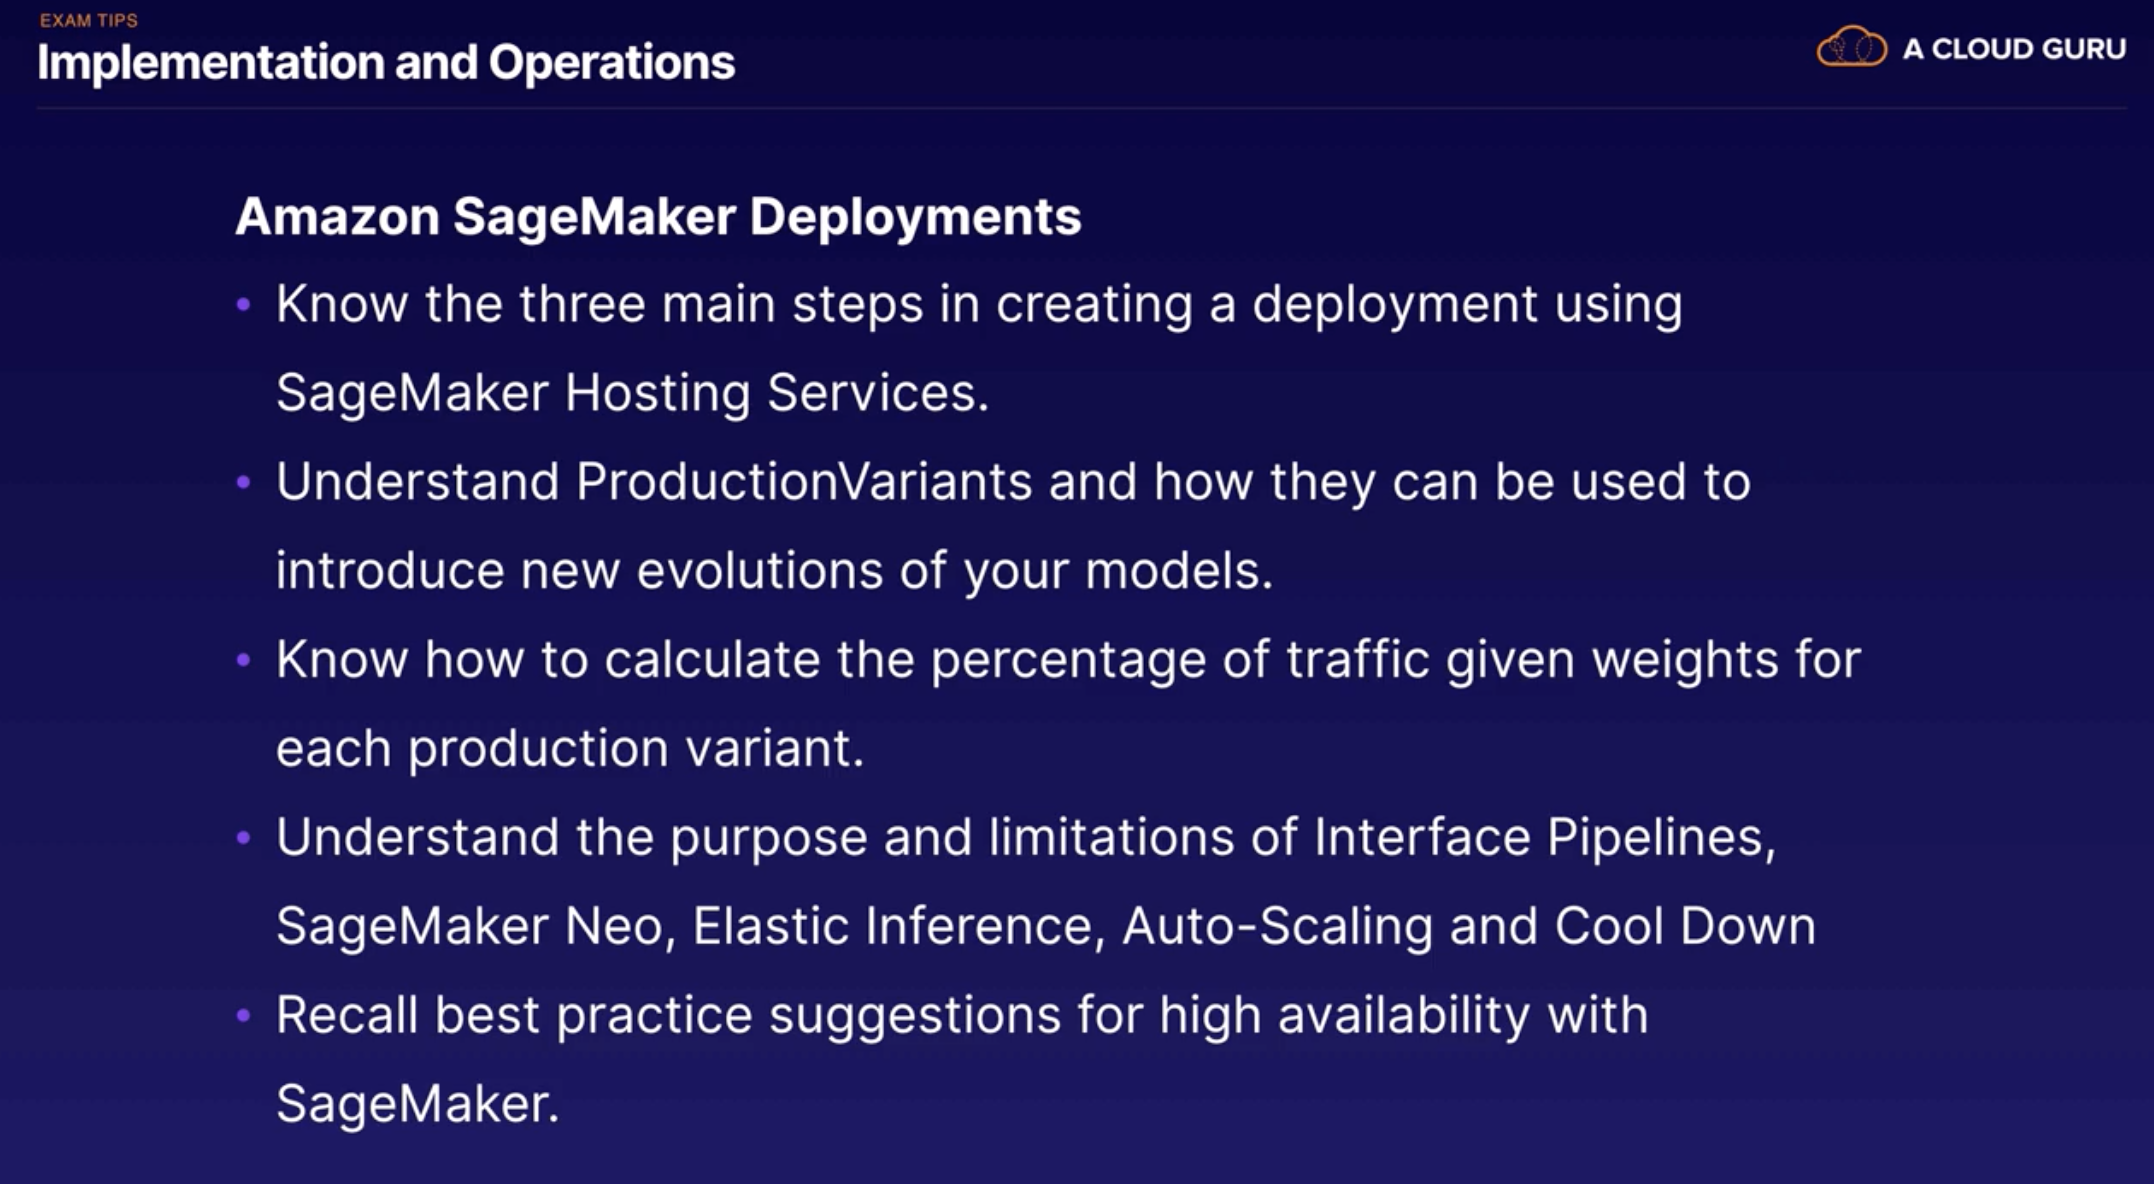 EXAM TIPS
Implementation and Operations
A CLOUD GURU
Amazon SageMaker Deployments
• Know the three main steps in creating a deployment using
SageMaker Hosting Services.
• Understand ProductionVariants and how they can be used to
introduce new evolutions of your models.
• Know how to calculate the percentage of traffic given weights for
each production variant.
• Understand the purpose and limitations of Interface Pipelines,
SageMaker Neo, Elastic Inference, Auto-Scaling and Cool Down
• Recall best practice suggestions for high availability with
SageMaker.